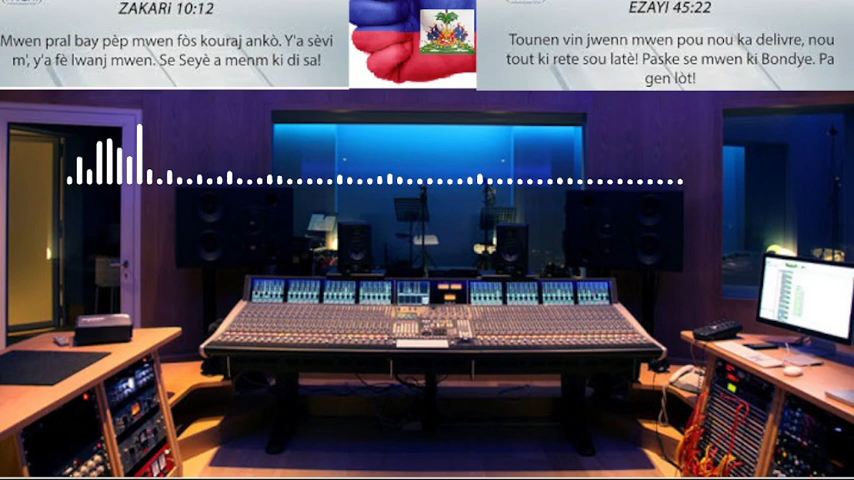 ZAKARi 10:12
Mwen pral bay pèp mwen fòs kouraj ankò. Y'a sèvi
m', y'a fè lwanj mwen. Se Seyè a menm ki di sa!
EZAYI 45:22
Tounen vin jwenn mwen pou nou ka delivre, nou
tout ki rete sou latè! Paske se mwen ki Bondye. Pa
gen lòt!